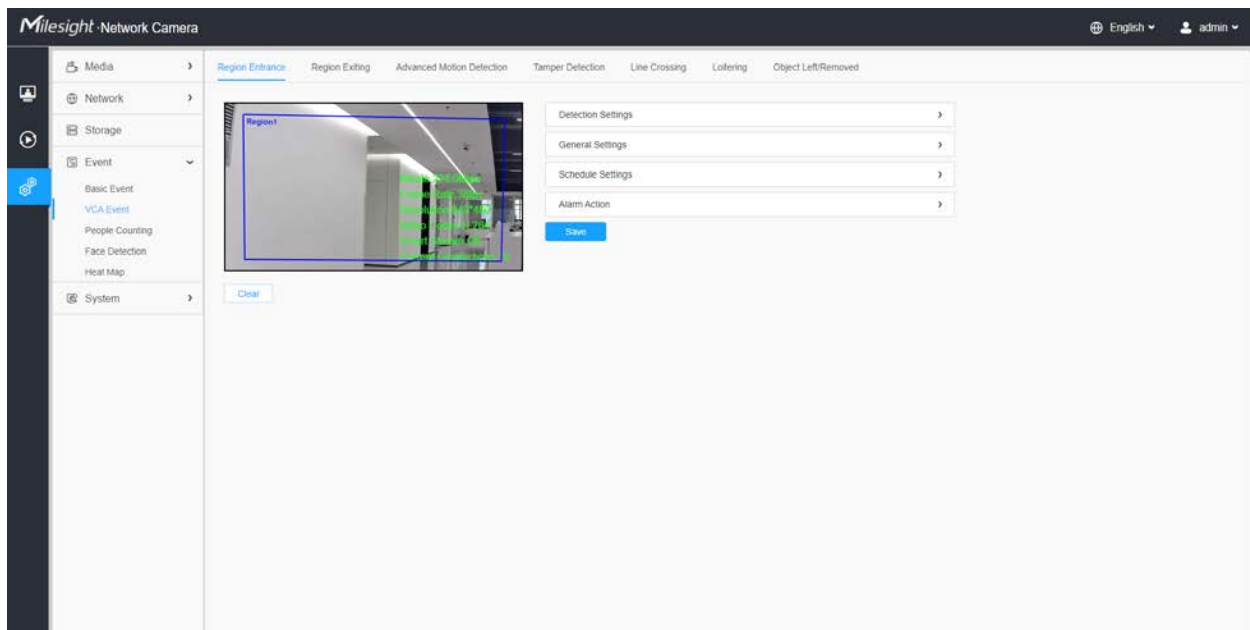 Milesight ·Network Camera
English
admin
Media
Network
Storage
Event
Basic Event
VCA Event
People Counting
Face Detection
Heat Map
System
Region Entrance Region Exiting Advanced Motion Detection Tamper Detection Line Crossing Loitering Object Left/Removed
Region1
Detection Settings
General Settings
Schedule Settings
Alarm Action
Save
Clear